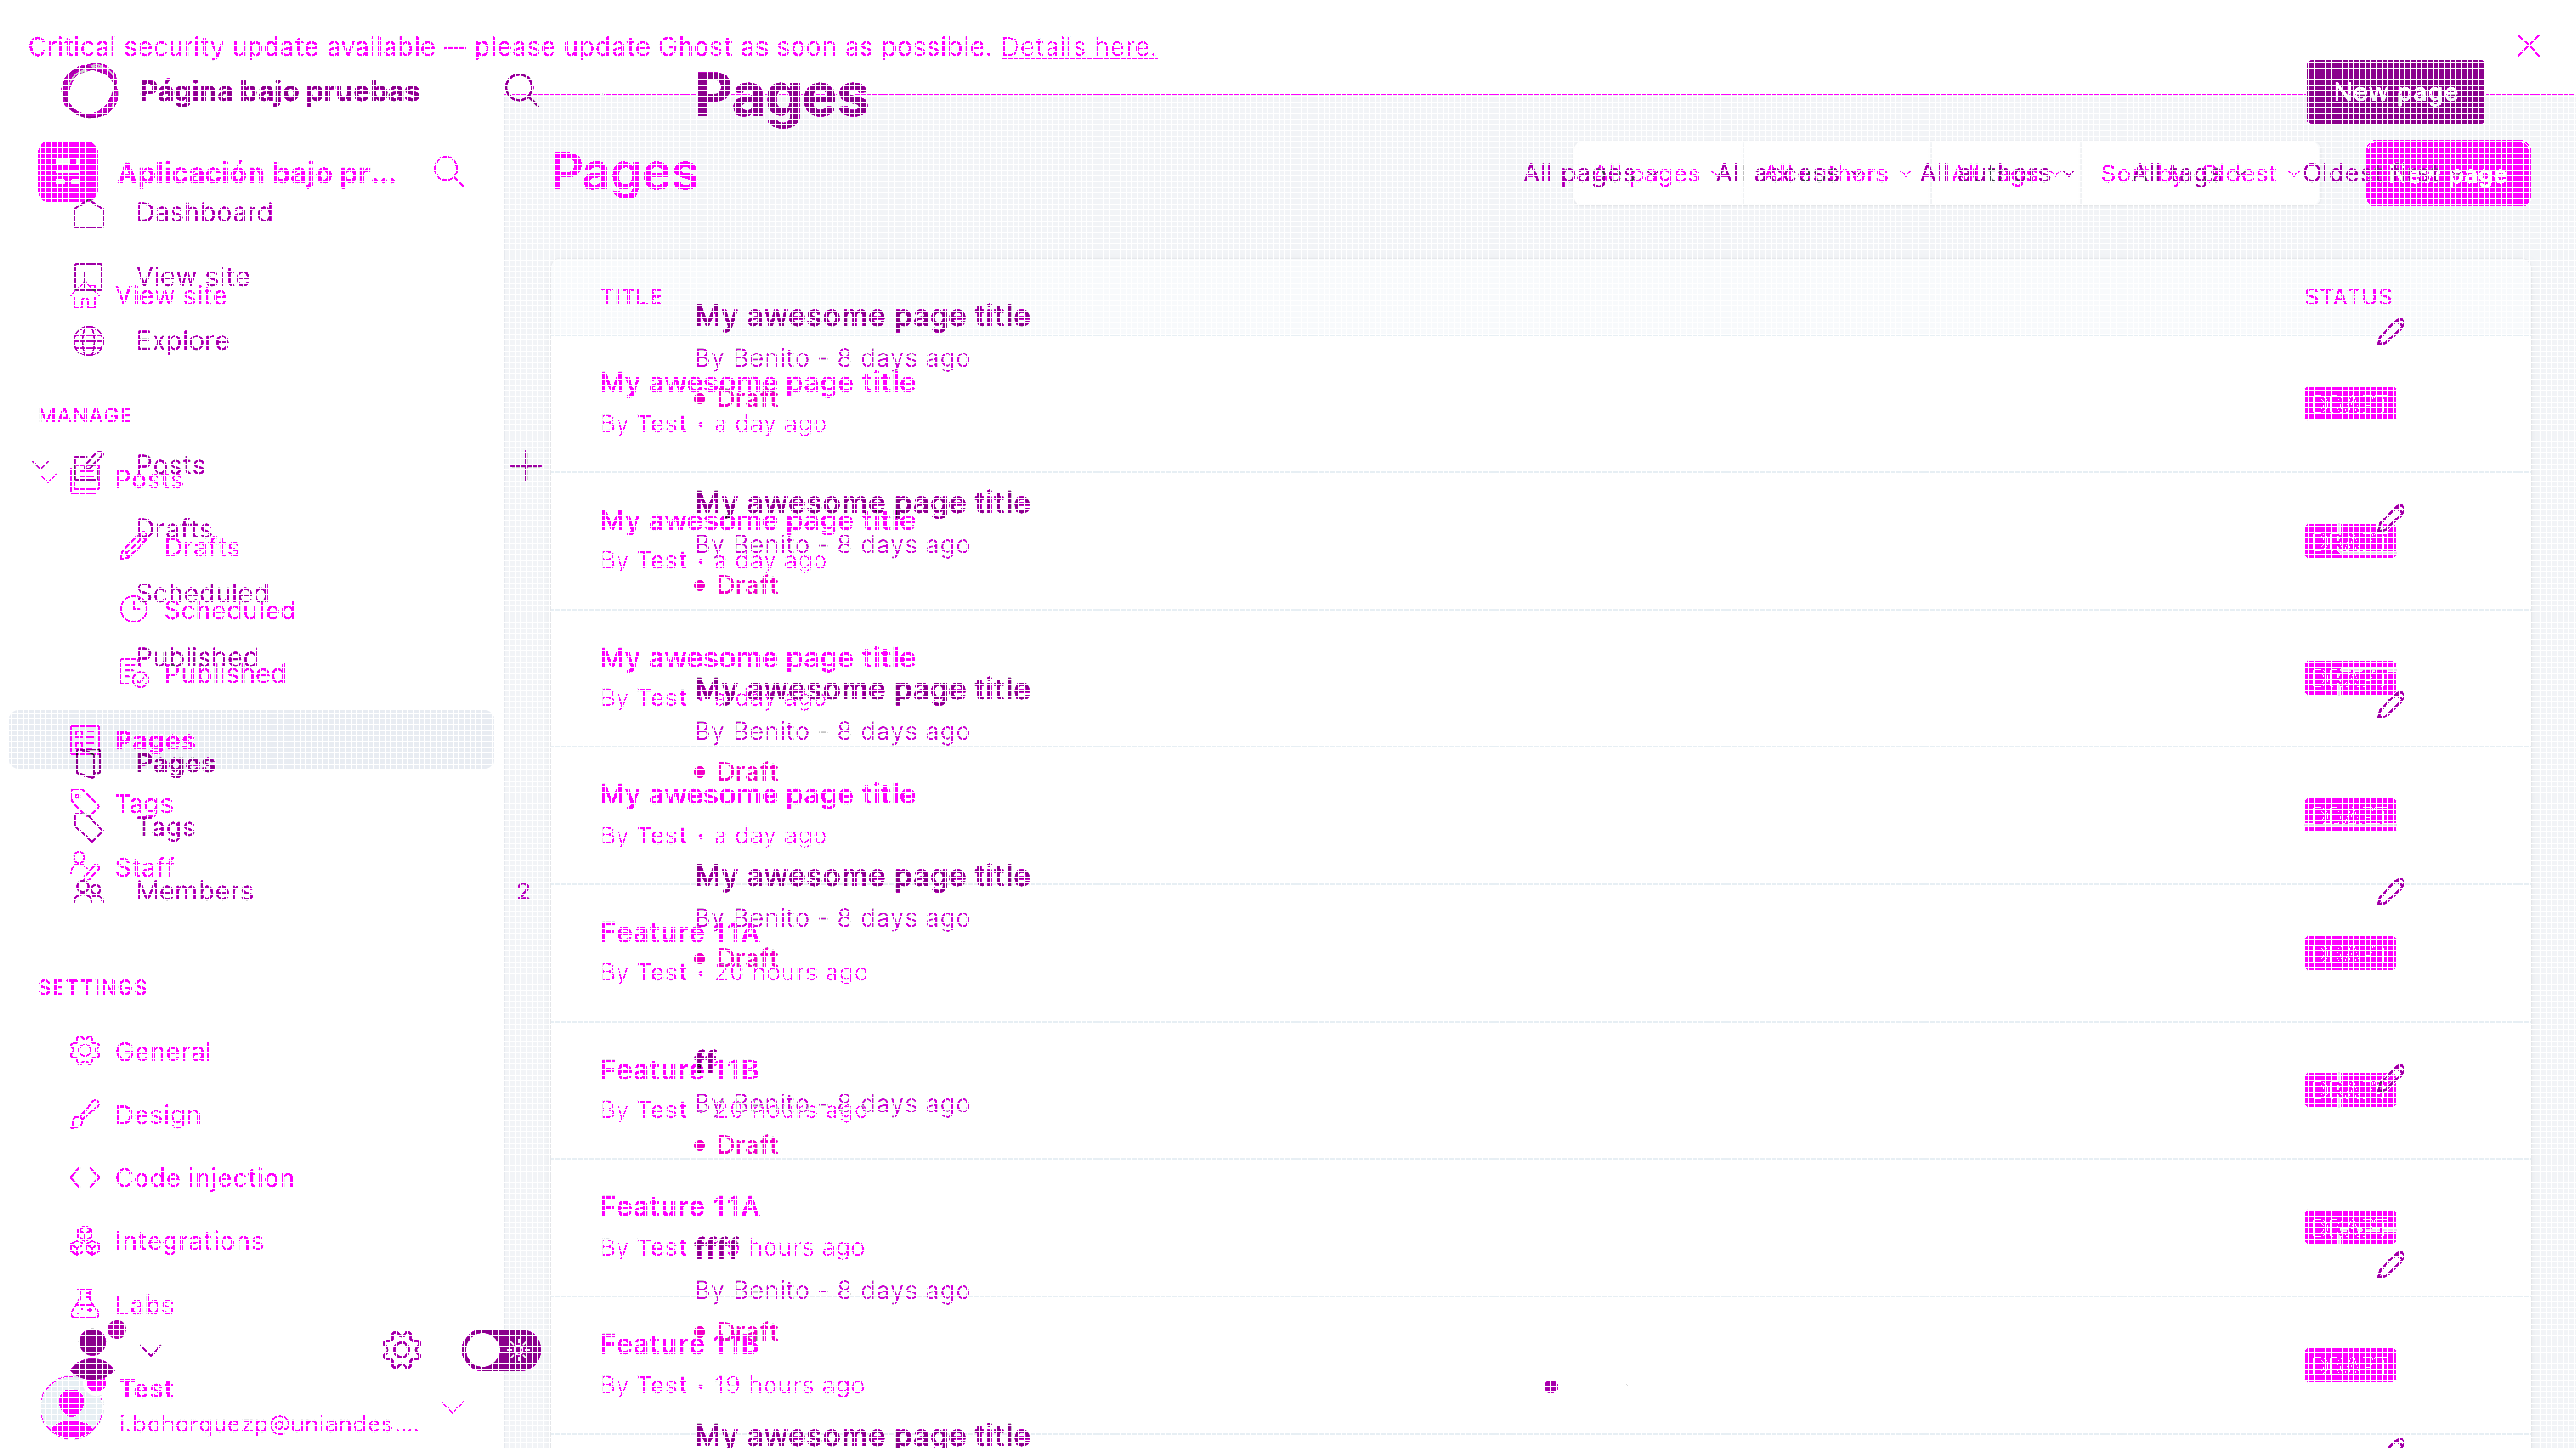 Critical security update available — please update Ghost as soon as possible. Details here.
Página bajo pruebas
Pages
New page
Aplicación bajo pr...
Pages
All pages
All access
All authors
All tags
Sort by: Oldest
New page
Dashboard
View site
View site
Explore
TITLE
STATUS
My awesome page title
By Benito - 8 days ago
My awesome page title
Draft
By Test • a day ago
MANAGE
Posts
Posts
My awesome page title
My awesome page title
By Benito - 8 days ago
By Test • a day ago
Draft
Drafts
Drafts
Scheduled
Scheduled
Published
Published
My awesome page title
My awesome page title
By Test • a day ago
By Benito - 8 days ago
Draft
Pages
Pages
Tags
Tags
My awesome page title
By Test • a day ago
Staff
Members
2
My awesome page title
By Benito - 8 days ago
Feature 11A
Draft
By Test • 20 hours ago
SETTINGS
General
Design
Code injection
Integrations
Labs
ff
Feature 11B
By Benito - 8 days ago
By Test • 20 hours ago
Draft
Feature 11A
ffff
By Test hours ago
By Benito - 8 days ago
Draft
Feature 11B
By Test • 19 hours ago
My awesome page title
Test
i.bohorquezp@uniandes....